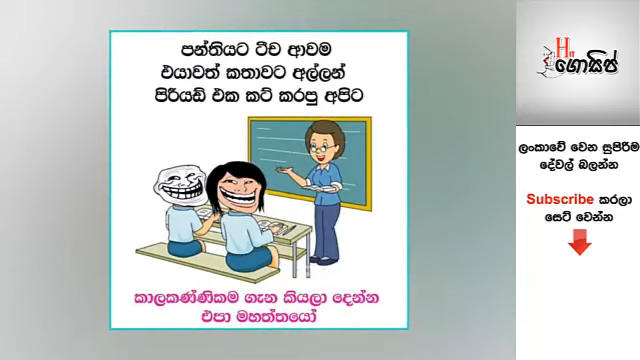 පන්තියට ටීච ආවම
එයාවත් කතාවට අල්ලන්
පිරියඩ් එක කට් කරපු අපිට
කාලකණ්ණිකම ගැන කියලා දෙන්න
එපා මහත්තයෝ
Hit
ගොසිප්
ලංකාවේ වෙන සුපිරිම
දේවල් බලන්න
Subscribe කරලා
සෙට් වෙන්න